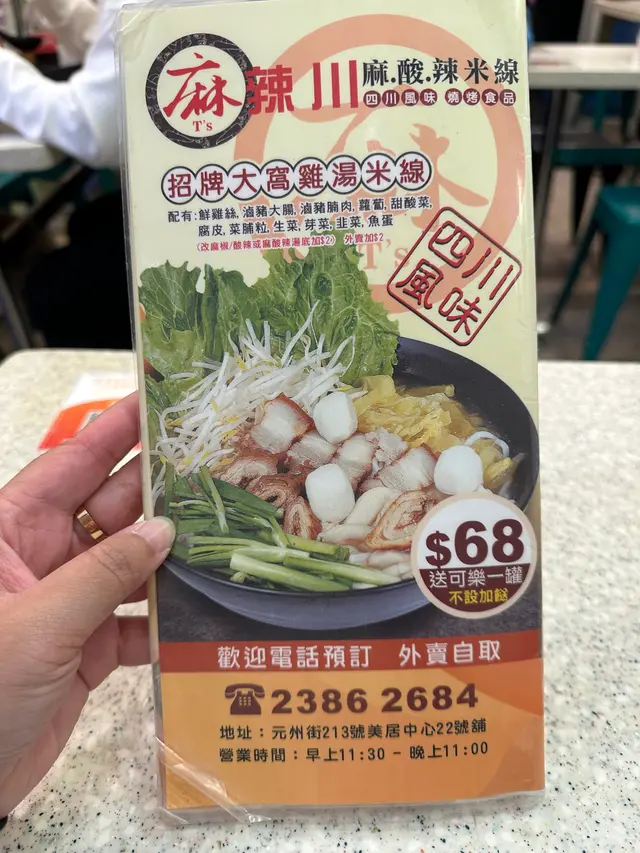 麻辣川
T's
麻.酸.辣米線
四川風味 燒烤食品
招牌大窩雞湯米線
配有:鮮雞絲, 滷豬大腸, 滷豬腩肉, 蘿蔔, 甜酸菜,
腐皮, 菜脯粒, 生菜, 芽菜, 韭菜, 魚蛋
(改麻椒/酸辣或麻酸辣湯底加$2) 外賣加$2
四川
風味
$68
送可樂一罐
不設加餸
歡迎電話預訂 外賣自取
☎2386 2684
地址：元州街213號美居中心22號舖
營業時間：早上11:30 - 晚上11:00